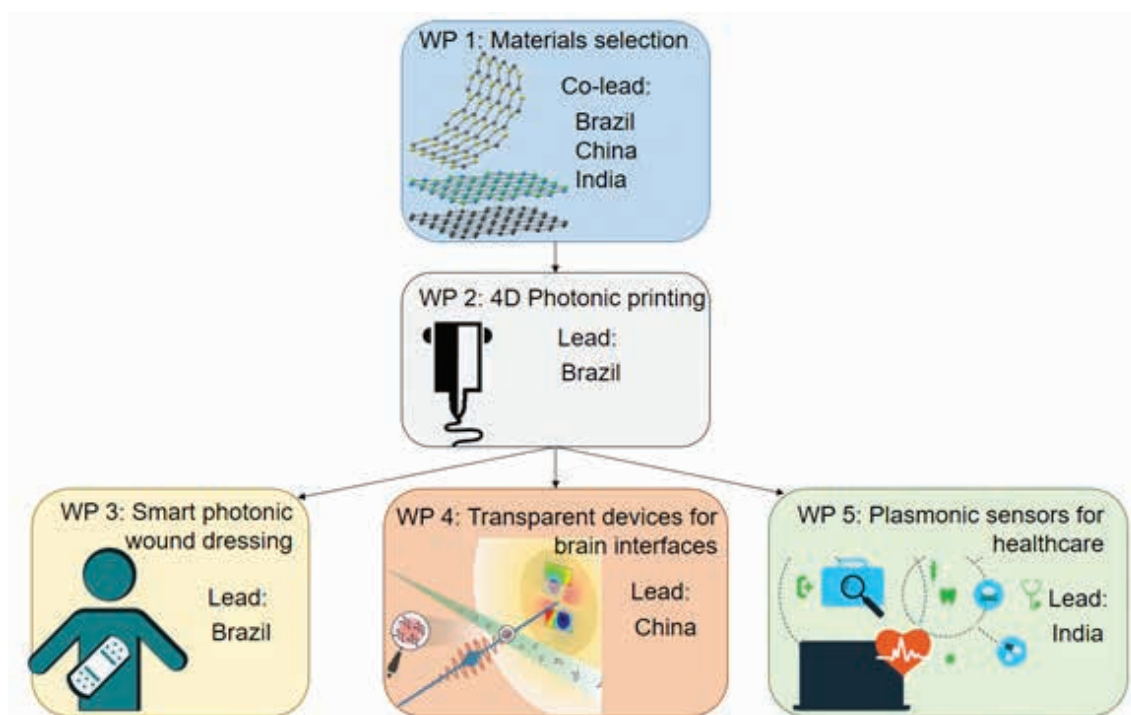 WP 1: Materials selection
Co-lead:
Brazil
China
India
WP 2: 4D Photonic printing
Lead:
Brazil
WP 3: Smart photonic
wound dressing
Lead:
Brazil
WP 4: Transparent devices for
brain interfaces
Lead:
China
WP 5: Plasmonic sensors for
healthcare
Lead:
India